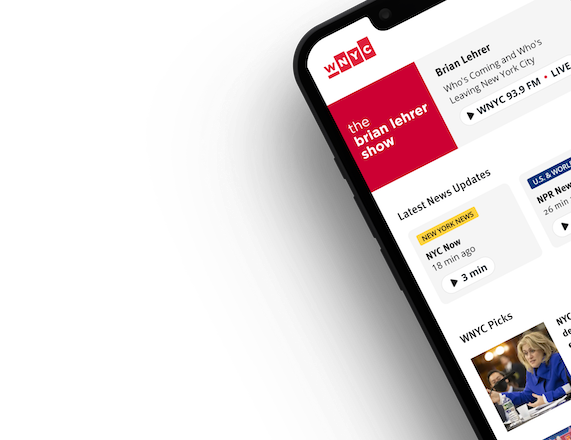 WNYC
the
brian lehrer
show
Brian Lehrer
Who's Coming and Who's
Leaving New York City
WNYC 93.9 FM • LIVE
Latest News Updates
NEW YORK NEWS
NYC Now
18 min ago
3 min
U.S. & WORLD
NPR New
26 min
WNYC Picks
NYC
de